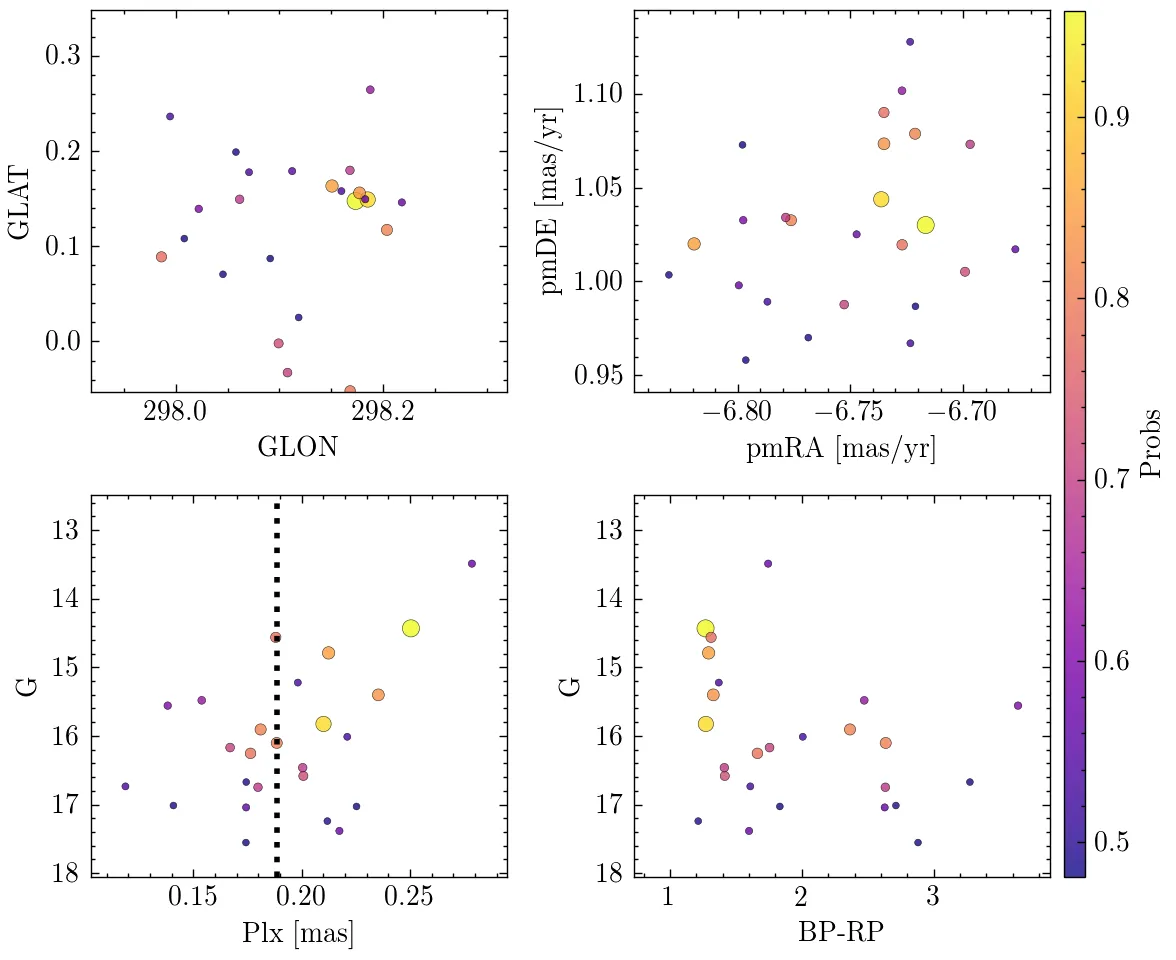 0.3
0.2
0.1
0.0
GLAT
298.0 298.2
GLON
1.10
1.05
1.00
0.95
pmDE [mas/yr]
−6.80 −6.75 −6.70
pmRA [mas/yr]
0.9
0.8
0.7
0.6
0.5
Probs
13
14
15
16
17
18
G
0.15 0.20 0.25
Plx [mas]
13
14
15
16
17
18
G
1 2 3
BP-RP